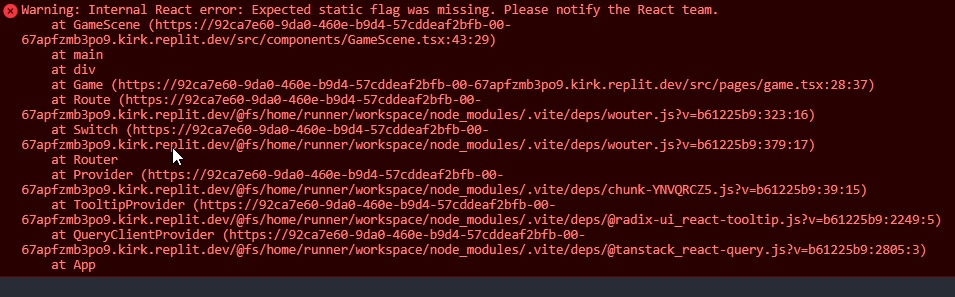 Warning: Internal React error: Expected static flag was missing. Please notify the React team.
at GameScene (https://92ca7e60-9da0-460e-b9d4-57cddeaf2bfb-00-
67apfzmb3po9.kirk.replit.dev/src/components/GameScene.tsx:43:29)
at main
at div
at Game (https://92ca7e60-9da0-460e-b9d4-57cddeaf2bfb-00-67apfzmb3po9.kirk.replit.dev/src/pages/game.tsx:28:37)
at Route (https://92ca7e60-9da0-460e-b9d4-57cddeaf2bfb-00-
67apfzmb3po9.kirk.replit.dev/@fs/home/runner/workspace/node_modules/.vite/deps/wouter.js?v=b61225b9:323:16)
at Switch (https://92ca7e60-9da0-460e-b9d4-57cddeaf2bfb-00-
67apfzmb3po9.kirk.replit.dev/@fs/home/runner/workspace/node_modules/.vite/deps/wouter.js?v=b61225b9:379:17)
at Router
at Provider (https://92ca7e60-9da0-460e-b9d4-57cddeaf2bfb-00-
67apfzmb3po9.kirk.replit.dev/@fs/home/runner/workspace/node_modules/.vite/deps/chunk-YNVQRCZ5.js?v=b61225b9:39:15)
at TooltipProvider (https://92ca7e60-9da0-460e-b9d4-57cddeaf2bfb-00-
67apfzmb3po9.kirk.replit.dev/@fs/home/runner/workspace/node_modules/.vite/deps/@radix-ui_react-tooltip.js?v=b61225b9:2249:5)
at QueryClientProvider (https://92ca7e60-9da0-460e-b9d4-57cddeaf2bfb-00-
67apfzmb3po9.kirk.replit.dev/@fs/home/runner/workspace/node_modules/.vite/deps/@tanstack_react-query.js?v=b61225b9:2805:3)
at App